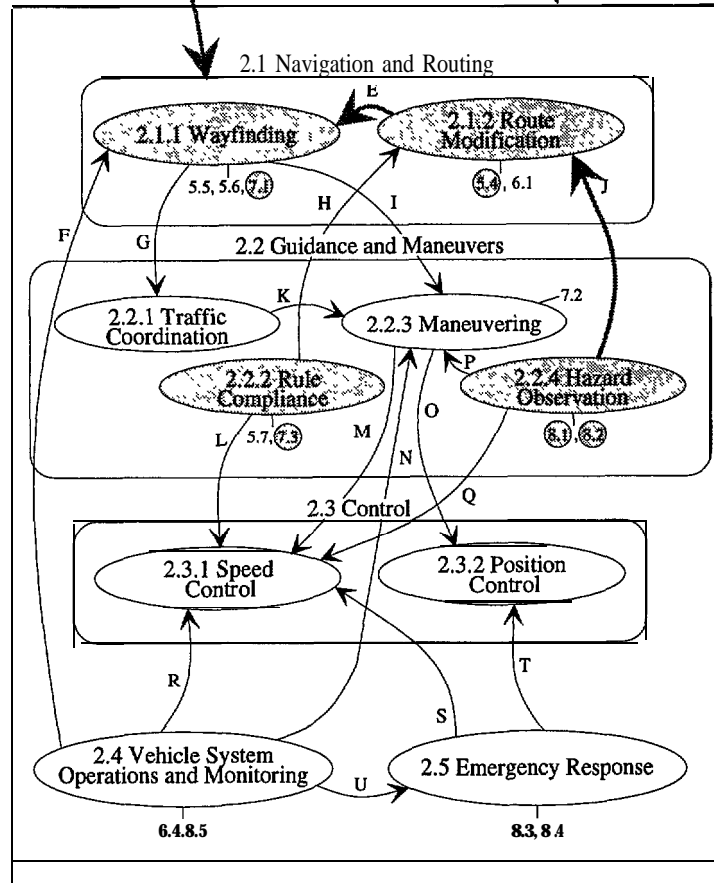 2.1 Navigation and Routing
E
2.1.1 Wayfinding
2.1.2 Route
Modification
5.5, 5.6, 7.1
5.4, 6.1
H
I
J
F
G
2.2 Guidance and Maneuvers
K
7.2
2.2.1 Traffic
Coordination
2.2.3 Maneuvering
P
2.2.2 Rule
Compliance
2.2.4 Hazard
Observation
O
L
5.7, 7.3
M
N
8.1, 8.2
Q
2.3 Control
2.3.1 Speed
Control
2.3.2 Position
Control
R
T
S
2.4 Vehicle System
Operations and Monitoring
U
2.5 Emergency Response
6.4.8.5
8.3, 8.4